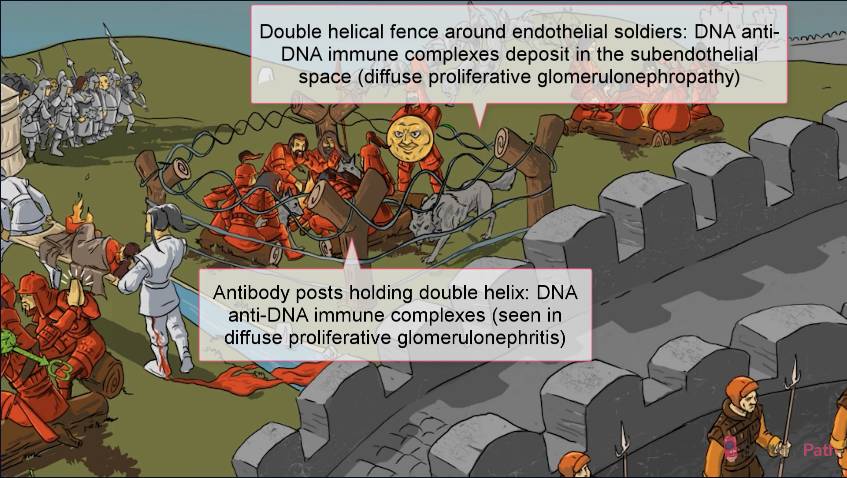 Double helical fence around endothelial soldiers: DNA anti-
DNA immune complexes deposit in the subendothelial
space (diffuse proliferative glomerulonephropathy)
Antibody posts holding double helix: DNA
anti-DNA immune complexes (seen in
diffuse proliferative glomerulonephritis)
Path